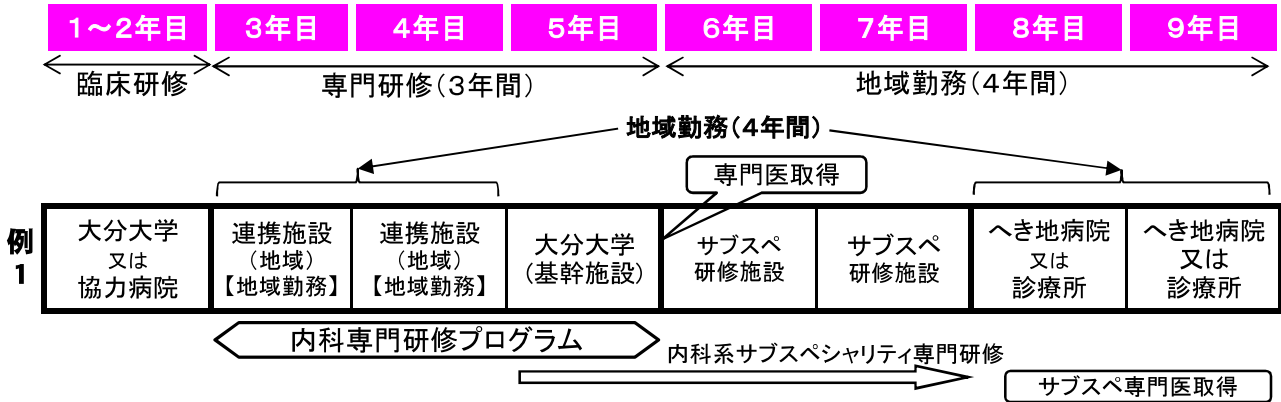 1～2年目
3年目
4年目
5年目
6年目
7年目
8年目
9年目
臨床研修
専門研修(3年間)
地域勤務(4年間)
地域勤務(4年間)
専門医取得
例
1
大分大学
又は
協力病院
連携施設
(地域)
【地域勤務】
連携施設
(地域)
【地域勤務】
大分大学
(基幹施設)
サブスペ
研修施設
サブスペ
研修施設
へき地病院
又は
診療所
へき地病院
又は
診療所
内科専門研修プログラム
内科系サブスペシャリティ専門研修
サブスペ専門医取得